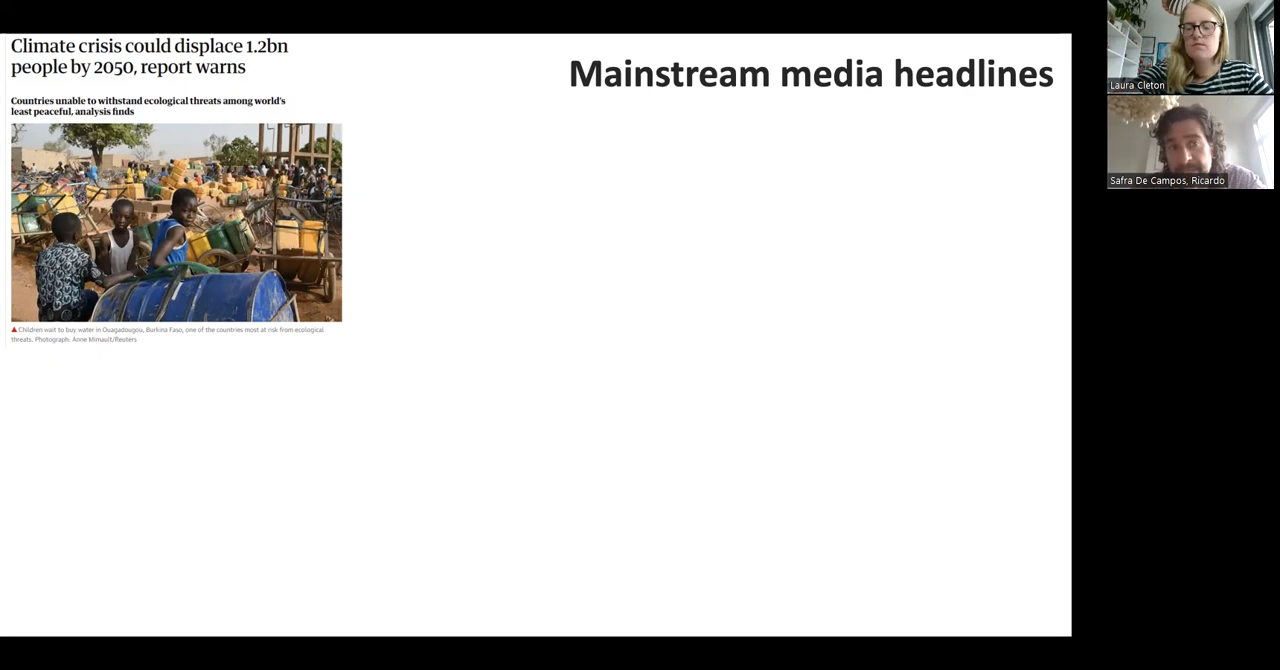 Climate crisis could displace 1.2bn
people by 2050, report warns
Mainstream media headlines
Countries unable to withstand ecological threats among world's
least peaceful, analysis finds
▲ Children wait to buy water in Ouagadougou, Burkina Faso, one of the countries most at risk from ecological
threats. Photograph: Anne Mimault/Reuters
Laura Cleton
Safra De Campos, Ricardo